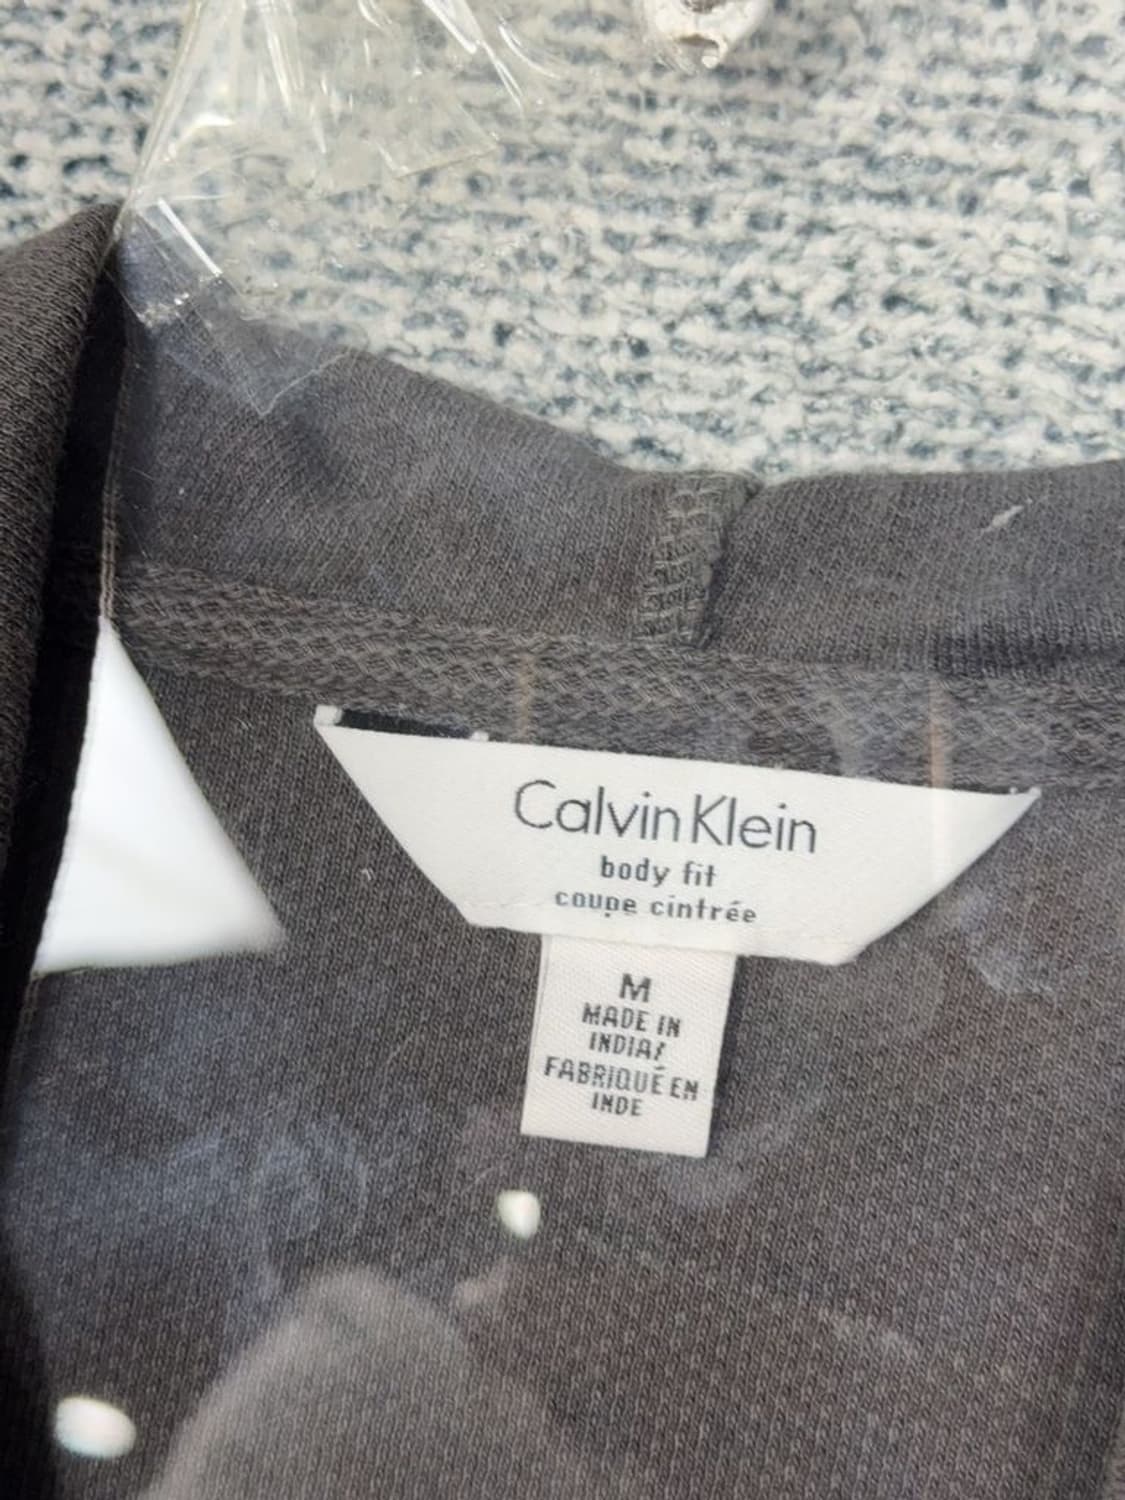 Calvin Klein
body fit
coupe cintrée
M
MADE IN
INDIA/
FABRIQUÉ EN
INDE